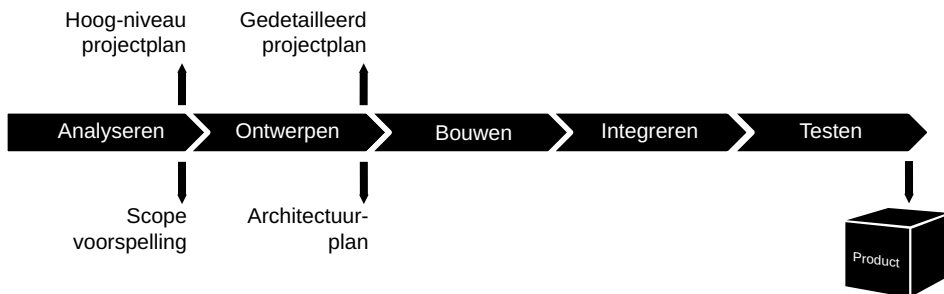 Hoog-niveau
projectplan
Gedetailleerd
projectplan
Analyseren
Ontwerpen
Bouwen
Integreren
Testen
Scope
voorspelling
Architectuur-
plan
Product